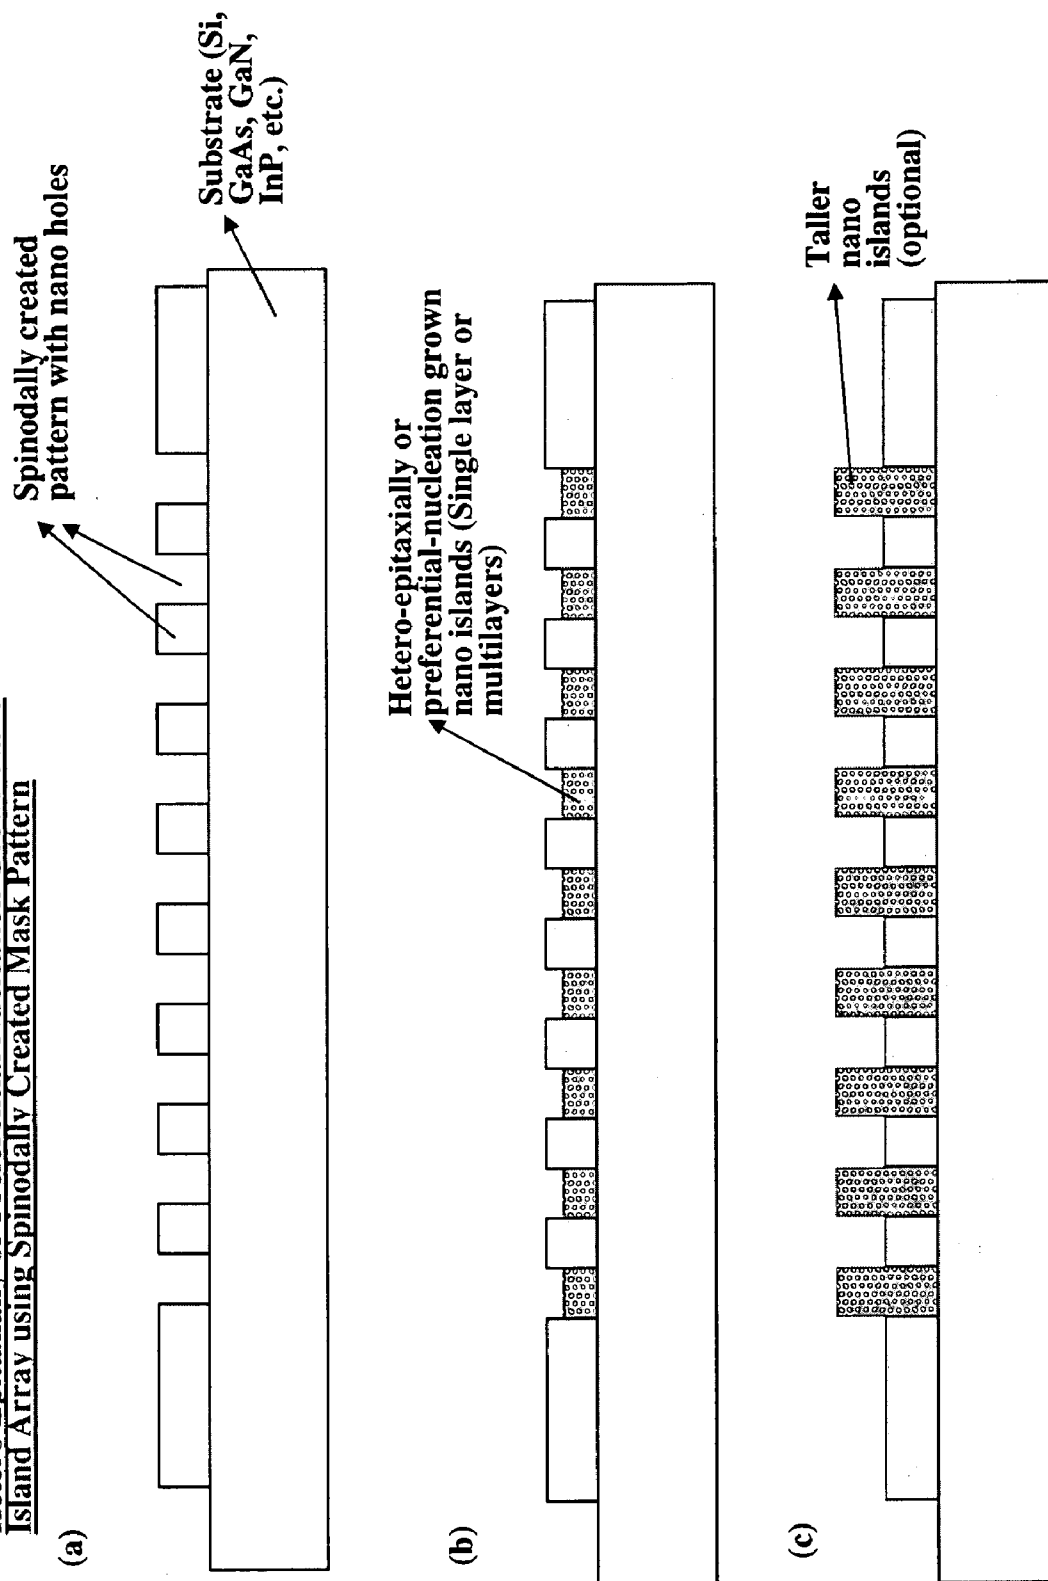 Island Array using Spinodally Created Mask Pattern
(a)
Spinodally created
pattern with nano holes
Substrate (Si,
GaAs, GaN,
InP, etc.)
(b)
Hetero-epitaxially or
preferential-nucleation grown
nano islands (Single layer or
multilayers)
(c)
Taller
nano
islands
(optional)